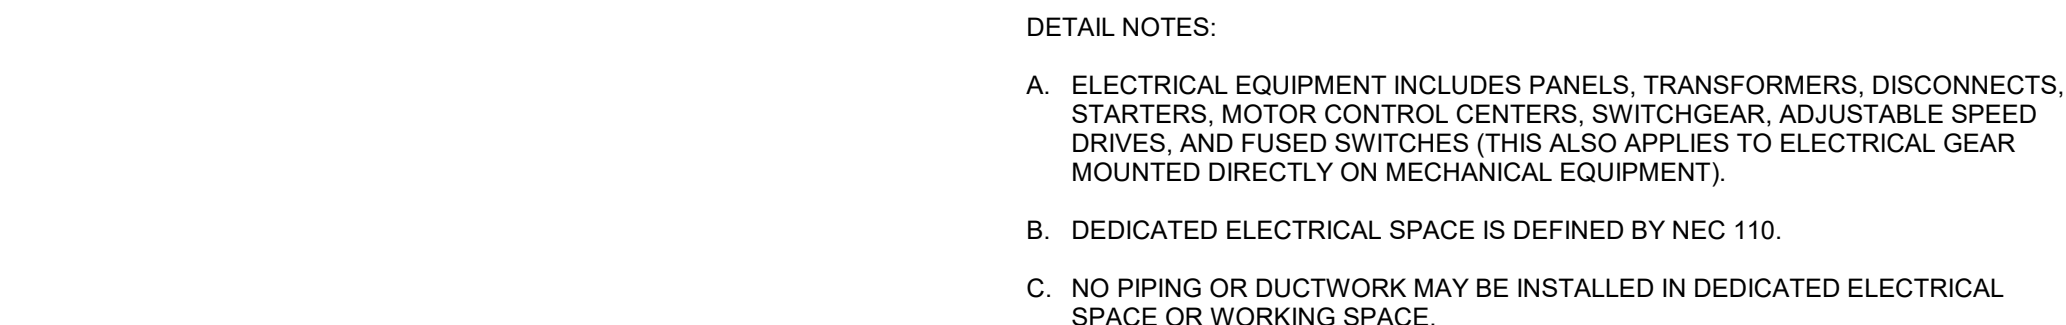 DETAIL NOTES:
A. ELECTRICAL EQUIPMENT INCLUDES PANELS, TRANSFORMERS, DISCONNECTS,
STARTERS, MOTOR CONTROL CENTERS, SWITCHGEAR, ADJUSTABLE SPEED
DRIVES, AND FUSED SWITCHES (THIS ALSO APPLIES TO ELECTRICAL GEAR
MOUNTED DIRECTLY ON MECHANICAL EQUIPMENT).
B. DEDICATED ELECTRICAL SPACE IS DEFINED BY NEC 110.
C. NO PIPING OR DUCTWORK MAY BE INSTALLED IN DEDICATED ELECTRICAL
SPACE OR WORKING SPACE.